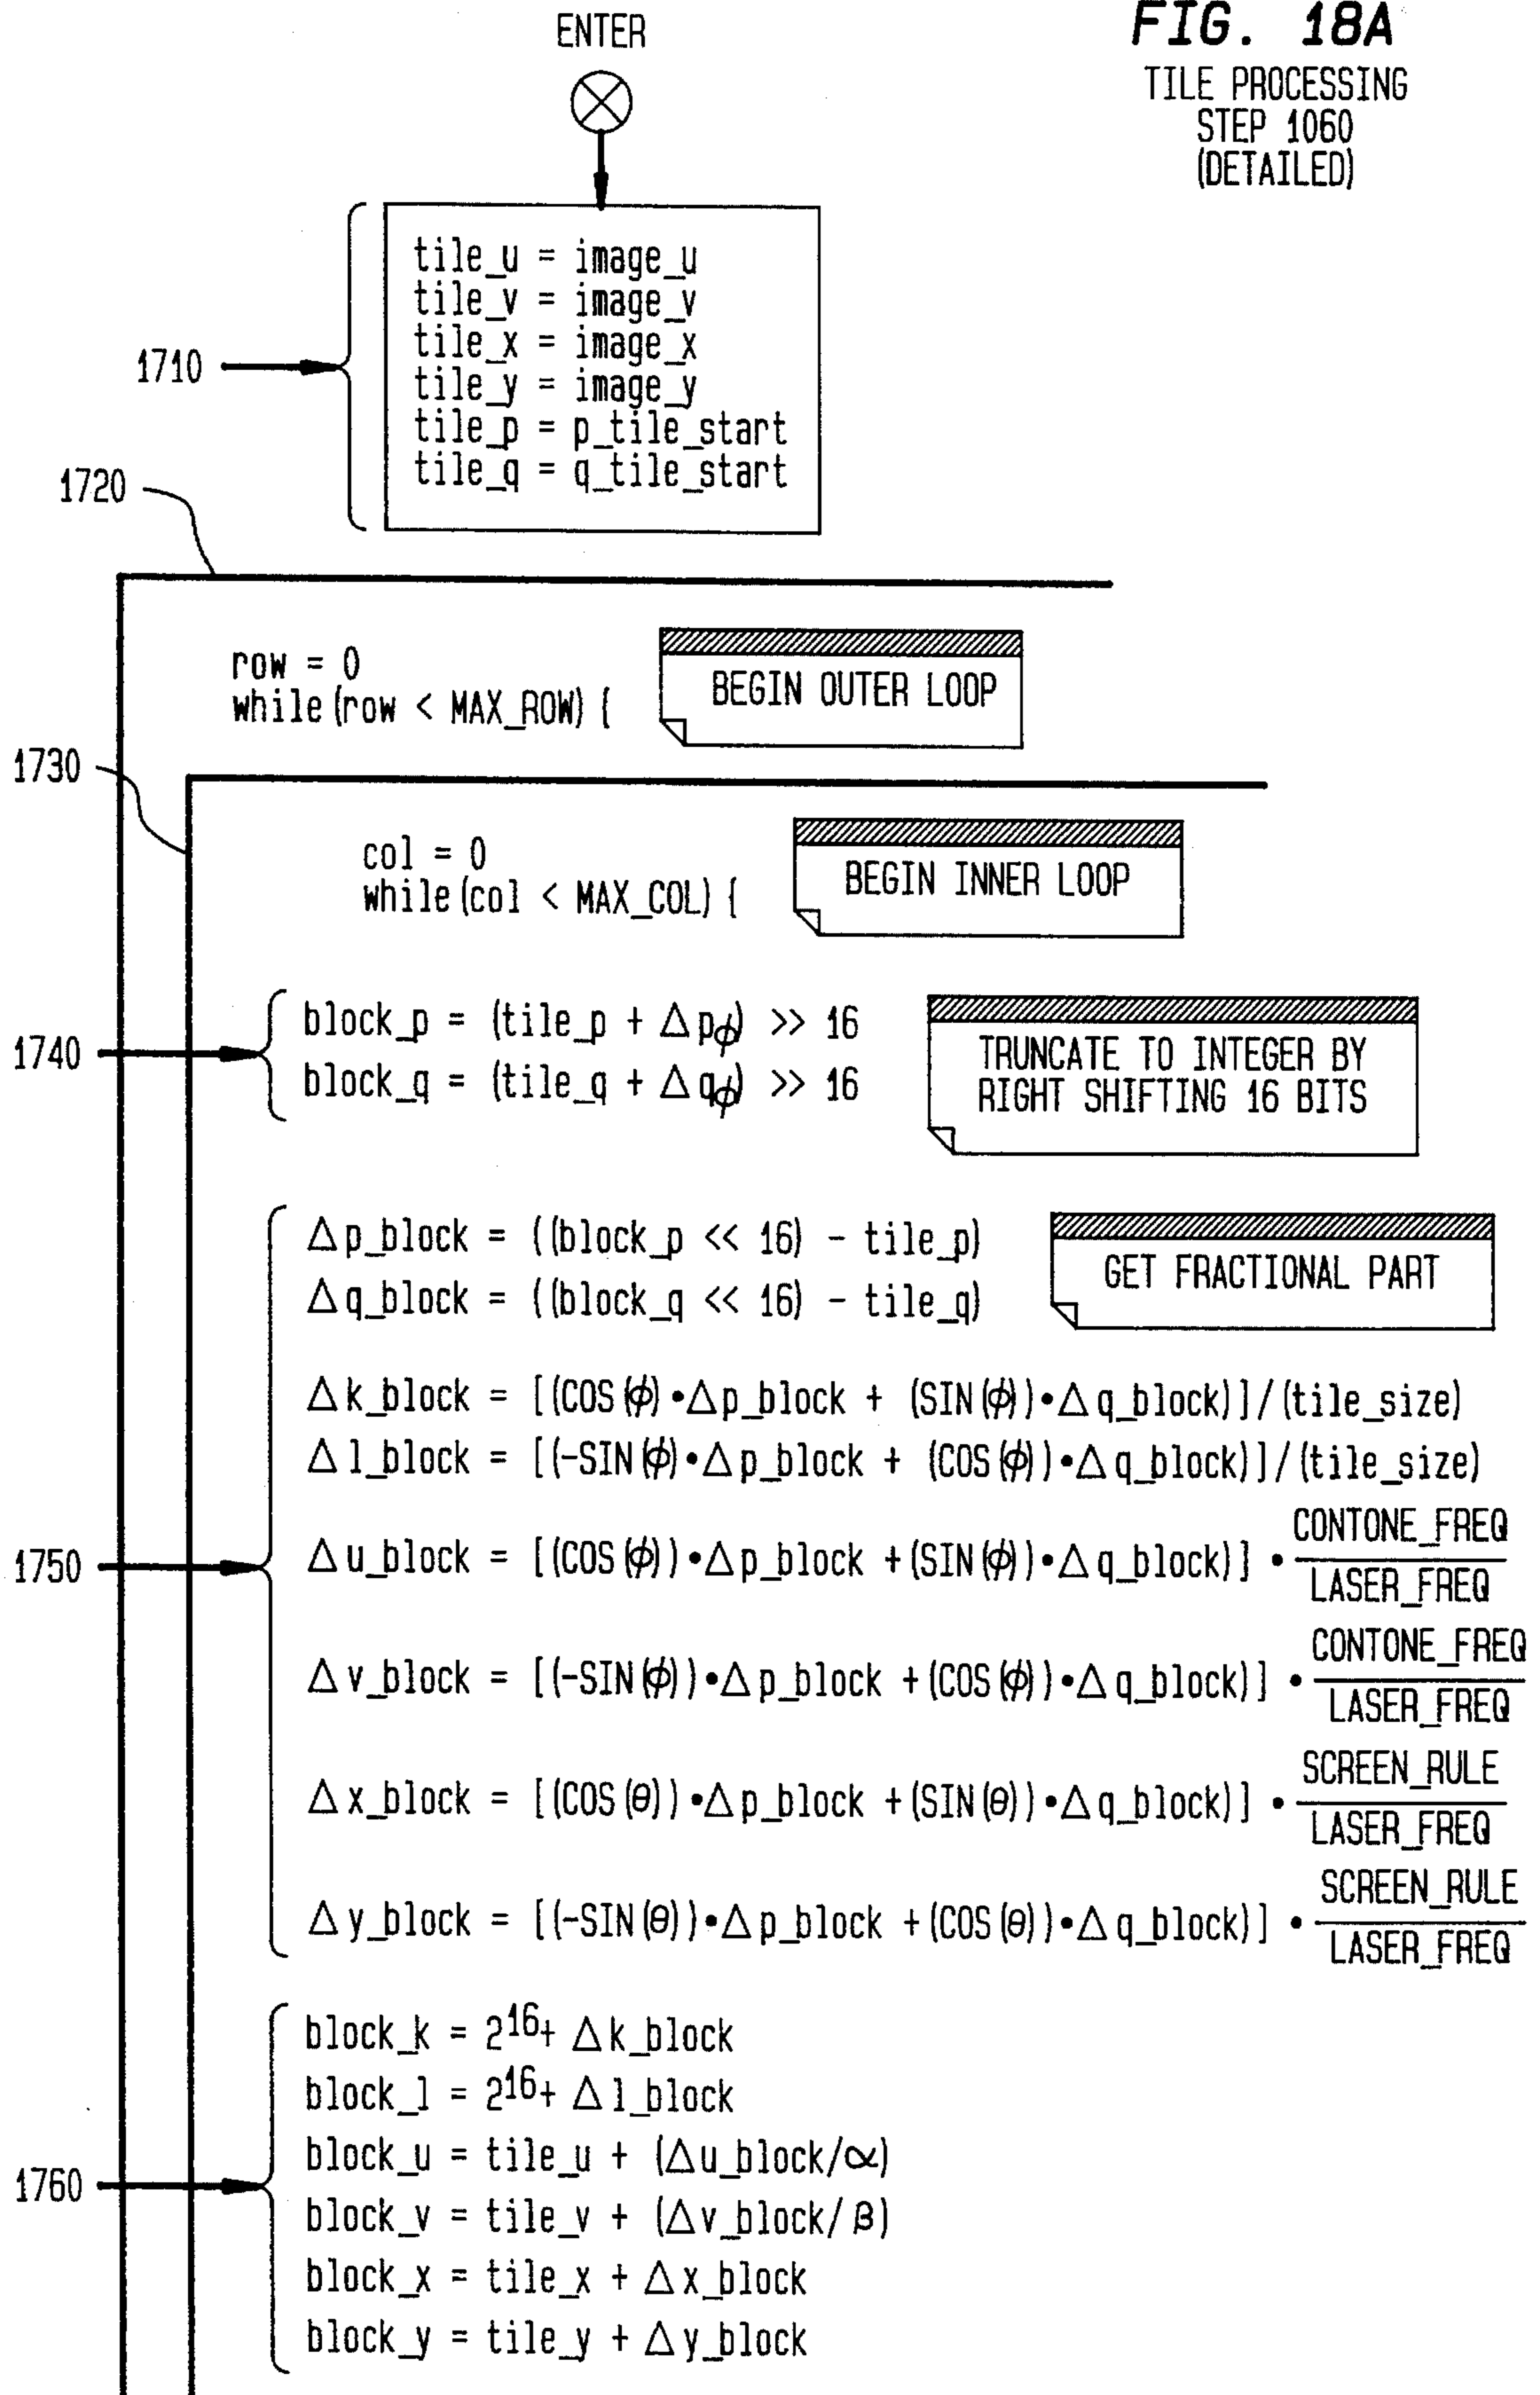 ENTER
FIG. 18A
TILE PROCESSING
STEP 1060
(DETAILED)
tile_u = image_u
tile_v = image_v
tile_x = image_x
tile_y = image_y
tile_p = p_tile_start
tile_q = q_tile_start
1710
1720
row = 0
while(row < MAX_ROW) {
BEGIN OUTER LOOP
1730
col = 0
while(col < MAX_COL) {
BEGIN INNER LOOP
1740
block_p = (tile_p + Δp_ϕ) >> 16
block_q = (tile_q + Δq_ϕ) >> 16
TRUNCATE TO INTEGER BY
RIGHT SHIFTING 16 BITS
Δp_block = ((block_p << 16) - tile_p)
Δq_block = ((block_q << 16) - tile_q)
GET FRACTIONAL PART
Δk_block = [(COS(ϕ)•Δp_block + (SIN(ϕ))•Δq_block)]/(tile_size)
Δl_block = [(-SIN(ϕ)•Δp_block + (COS(ϕ))•Δq_block)]/(tile_size)
1750
Δu_block = [(COS(ϕ))•Δp_block +(SIN(ϕ))•Δq_block)] • CONTONE_FREQ
LASER_FREQ
Δv_block = [(-SIN(ϕ))•Δp_block +(COS(ϕ))•Δq_block)] • CONTONE_FREQ
LASER_FREQ
Δx_block = [(COS(θ))•Δp_block +(SIN(θ))•Δq_block)] • SCREEN_RULE
LASER_FREQ
Δy_block = [(-SIN(θ))•Δp_block +(COS(θ))•Δq_block)] • SCREEN_RULE
LASER_FREQ
block_k = 2¹⁶+ Δk_block
block_l = 2¹⁶+ Δl_block
1760
block_u = tile_u + (Δu_block/α)
block_v = tile_v + (Δv_block/β)
block_x = tile_x + Δx_block
block_y = tile_y + Δy_block